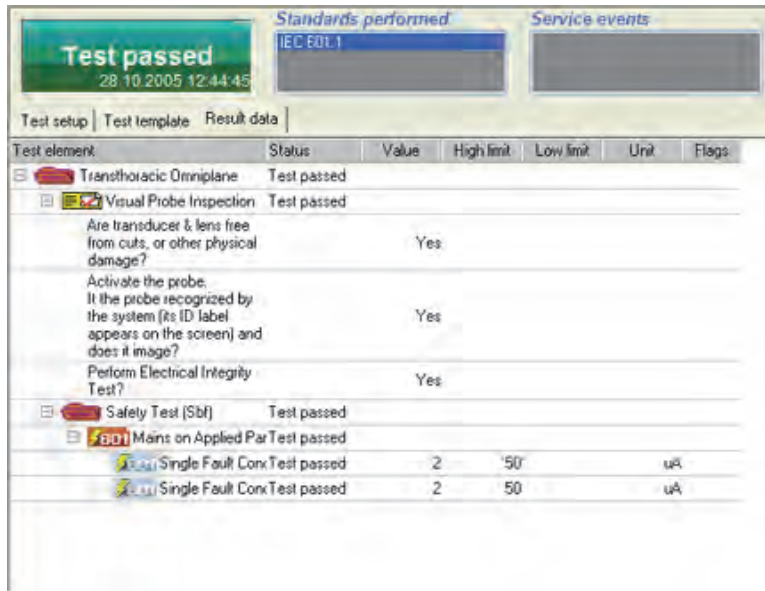 Standards performed Service events
Test passed
28.10.2005 12:44:45
IEC 601.1
Test setup Test template Result data
Test element Status Value High limit Low limit Unit Flags
Transthoracic Omniplane Test passed
Visual Probe Inspection Test passed
Are transducer & lens free
from cuts, or other physical Yes
damage?
Activate the probe.
It the probe recognized by
the system (its ID label Yes
appears on the screen) and
does it image?
Perform Electrical Integrity
Test? Yes
Safety Test (Sbf) Test passed
601 Mains on Applied Par Test passed
Single Fault Conc Test passed 2 50 uA
Single Fault Conc Test passed 2 50 uA